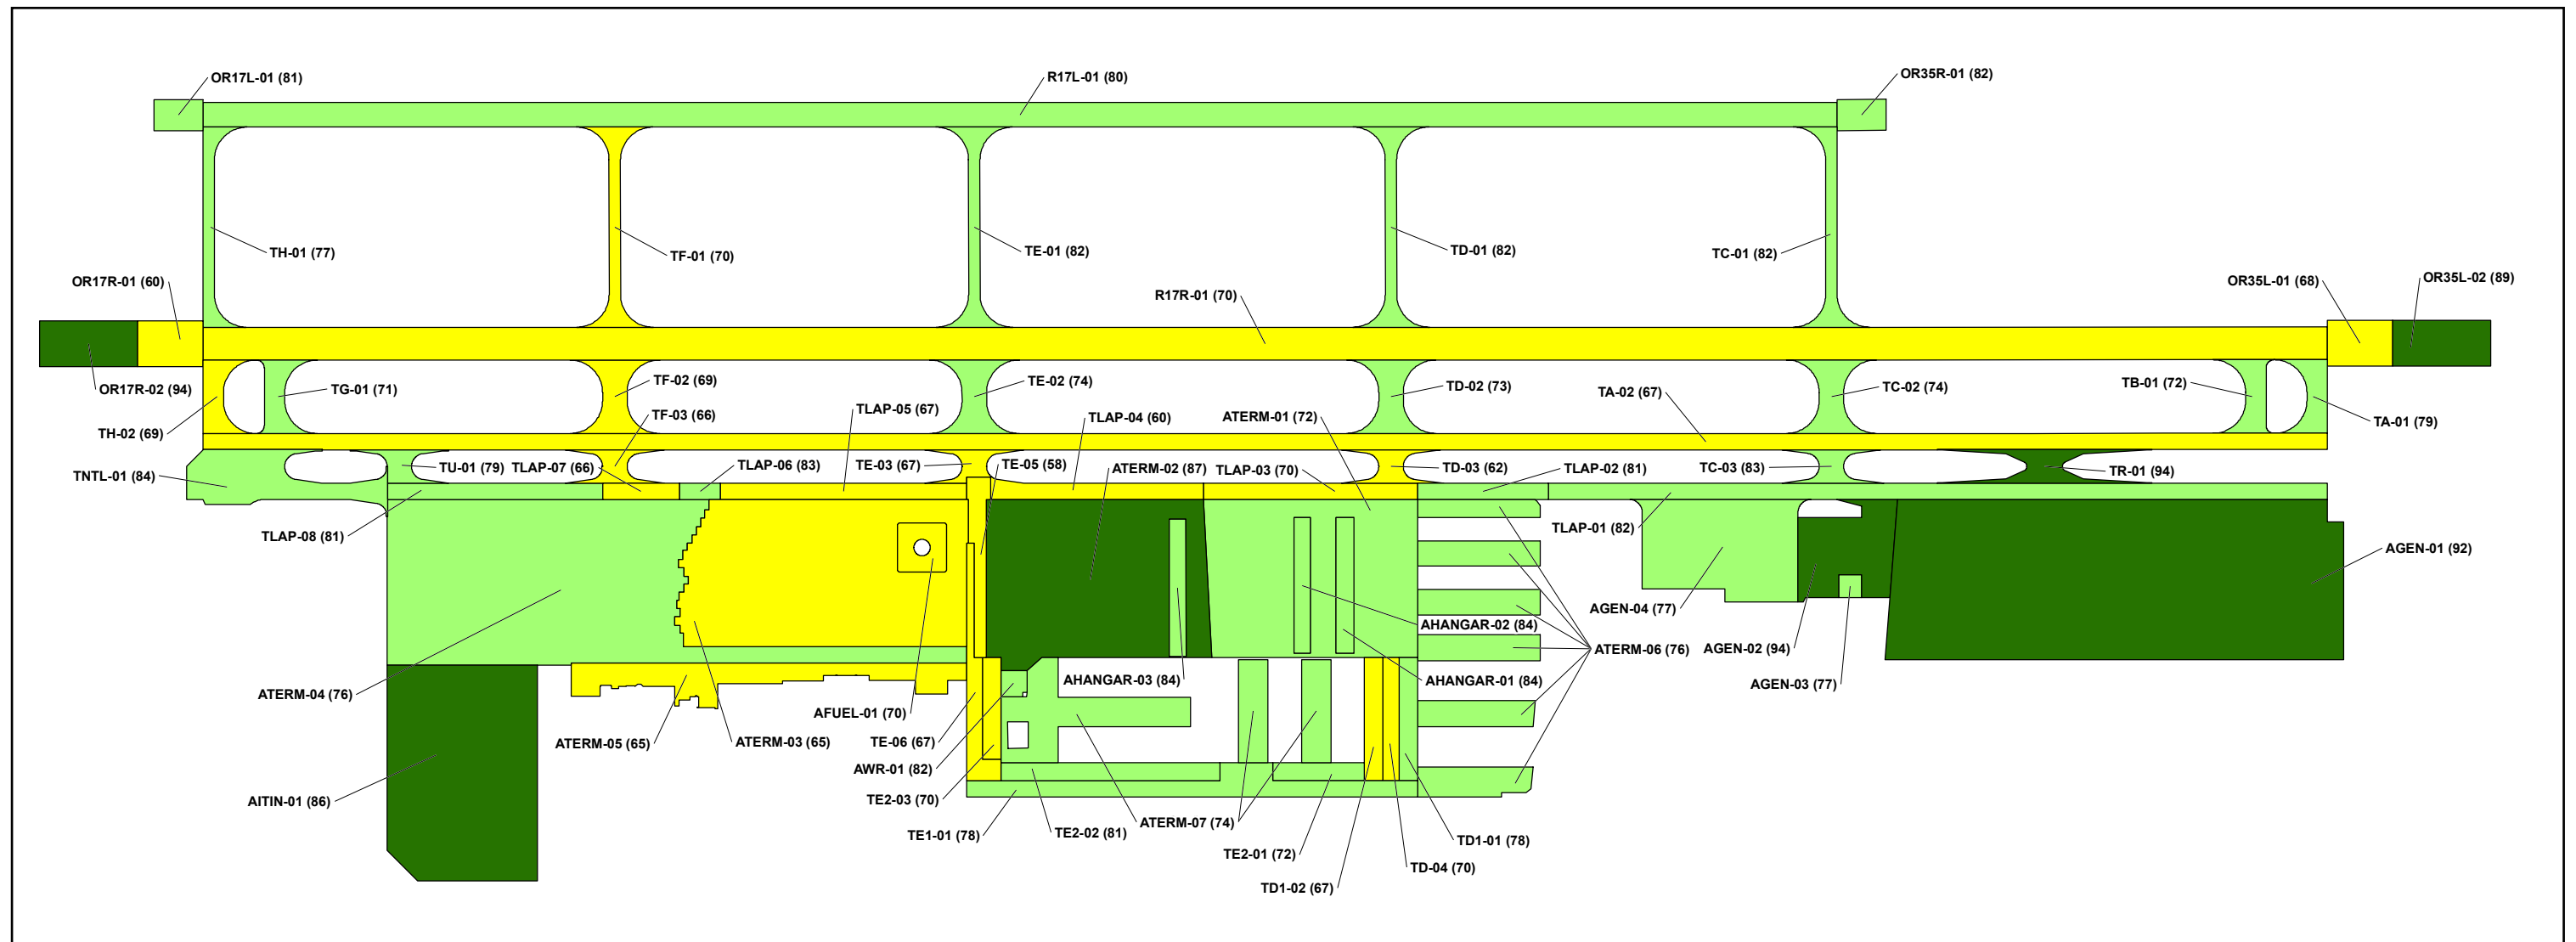 OR17L-01 (81)
R17L-01 (80)
OR35R-01 (82)
TH-01 (77)
TF-01 (70)
TE-01 (82)
TD-01 (82)
TC-01 (82)
OR17R-01 (60)
R17R-01 (70)
OR35L-01 (68)
OR35L-02 (89)
OR17R-02 (94)
TG-01 (71)
TF-02 (69)
TE-02 (74)
TD-02 (73)
TA-02 (67)
TC-02 (74)
TB-01 (72)
TA-01 (79)
TH-02 (69)
TF-03 (66)
TLAP-05 (67)
TLAP-04 (60)
ATERM-01 (72)
TNTL-01 (84)
TU-01 (79)
TLAP-07 (66)
TLAP-06 (83)
TE-03 (67)
TE-05 (58)
ATERM-02 (87)
TLAP-03 (70)
TD-03 (62)
TLAP-02 (81)
TC-03 (83)
TR-01 (94)
TLAP-08 (81)
TLAP-01 (82)
AGEN-01 (92)
AGEN-04 (77)
AHANGAR-02 (84)
ATERM-06 (76)
AGEN-02 (94)
ATERM-04 (76)
AHANGAR-03 (84)
AHANGAR-01 (84)
AGEN-03 (77)
AFUEL-01 (70)
ATERM-05 (65)
ATERM-03 (65)
TE-06 (67)
AWR-01 (82)
AITIN-01 (86)
TE2-03 (70)
TE1-01 (78)
TE2-02 (81)
ATERM-07 (74)
TE2-01 (72)
TD1-01 (78)
TD-04 (70)
TD1-02 (67)